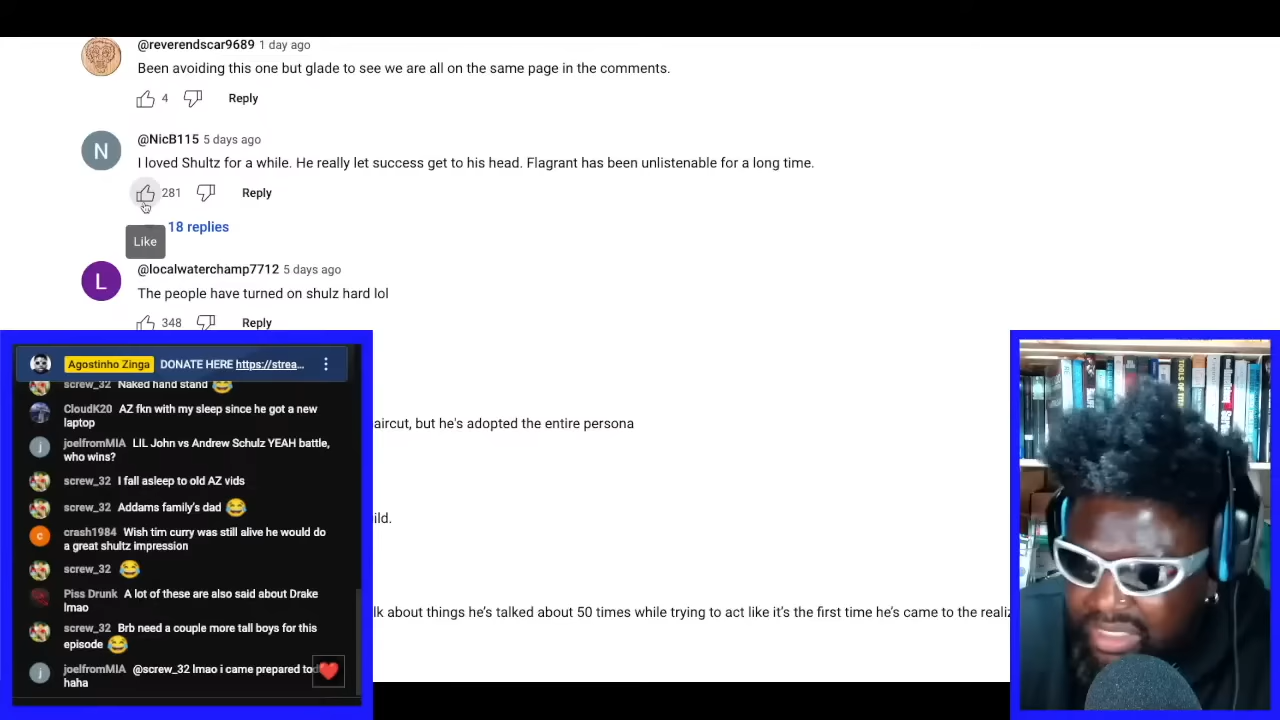 @reverendscar9689 1 day ago
Been avoiding this one but glade to see we are all on the same page in the comments.
4 Reply
@NicB115 5 days ago
N
I loved Shultz for a while. He really let success get to his head. Flagrant has been unlistenable for a long time.
281 Reply
18 replies
Like
@localwaterchamp7712 5 days ago
L
The people have turned on shulz hard lol
348 Reply
aircut, but he's adopted the entire persona
ild.
lk about things he's talked about 50 times while trying to act like it's the first time he's came to the realiz
Agostinho Zinga DONATE HERE https://strea...
screw_32 Naked hand stand 😂
CloudK20 AZ fkn with my sleep since he got a new
laptop
j joelfromMIA LIL John vs Andrew Schulz YEAH battle,
who wins?
screw_32 I fall asleep to old AZ vids
screw_32 Addams family's dad 😂
c crash1984 Wish tim curry was still alive he would do
a great shultz impression
screw_32 😂
Piss Drunk A lot of these are also said about Drake
lmao
screw_32 Brb need a couple more tall boys for this
episode 😂
j joelfromMIA @screw_32 lmao i came prepared tod
haha
TOOLS OF TITANS